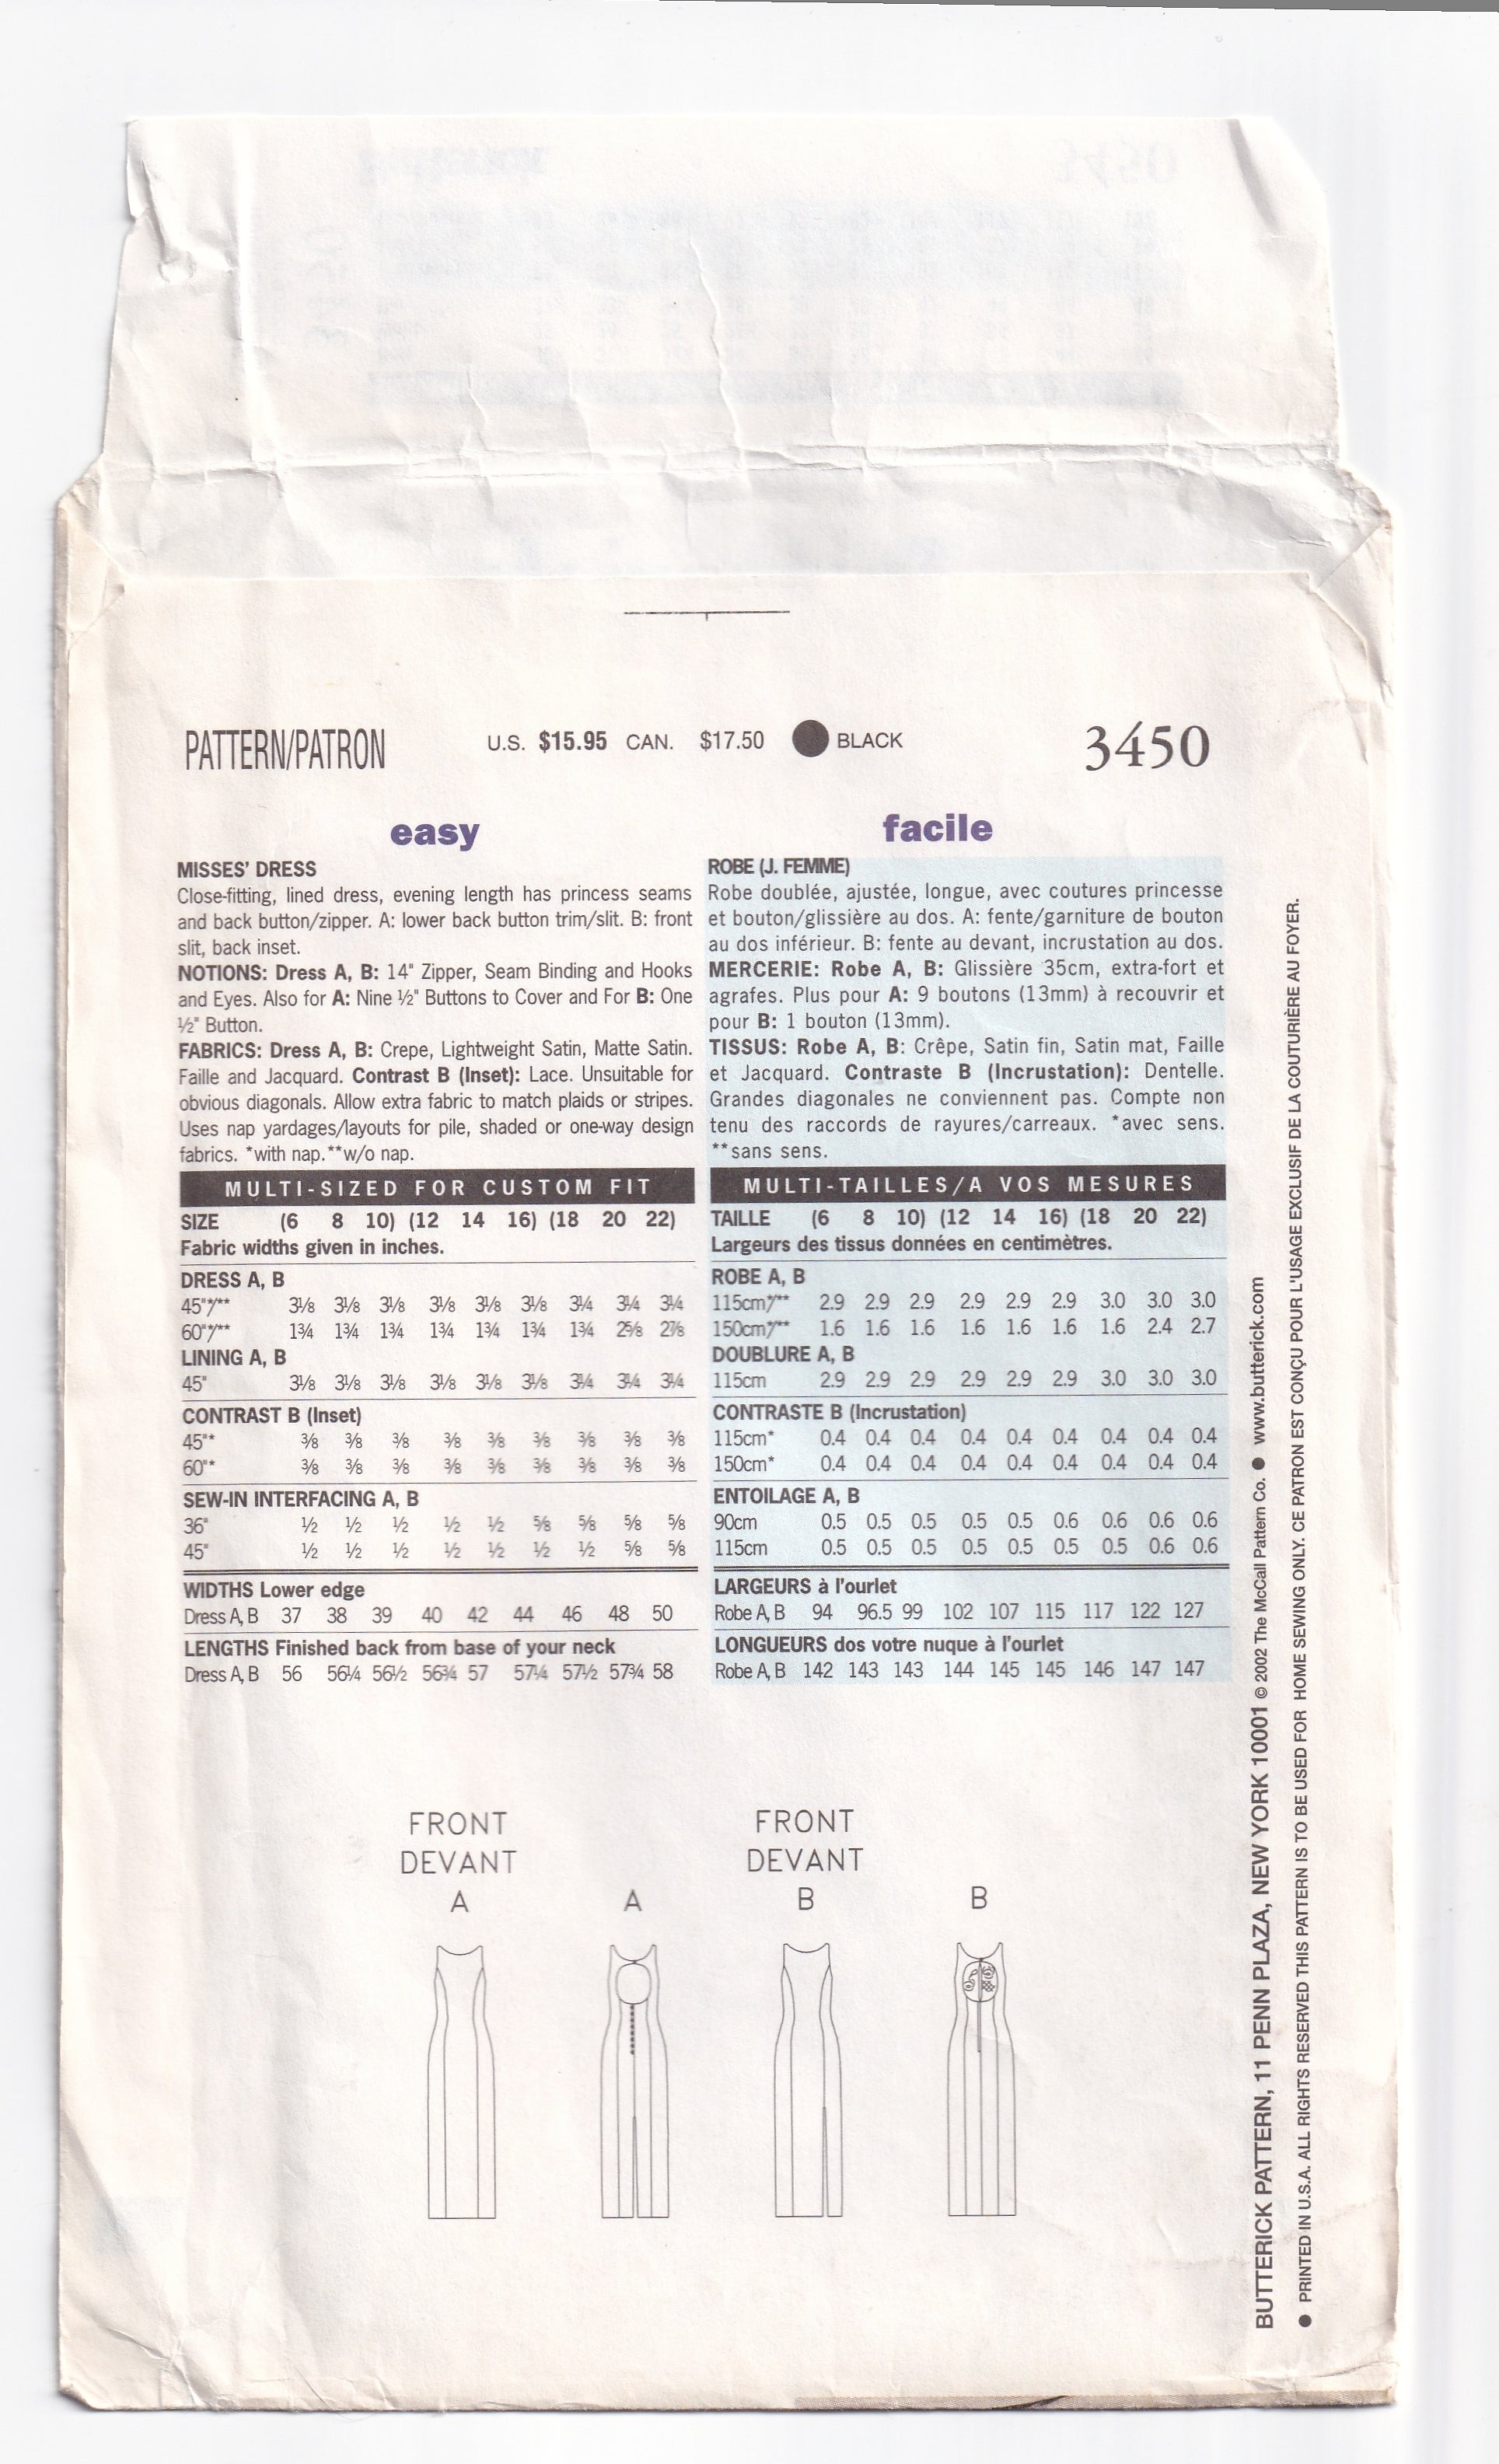 PATTERN/PATRON U.S. $15.95 CAN. $17.50 BLACK 3450
easy
MISSES' DRESS
Close-fitting, lined dress, evening length has princess seams
and back button/zipper. A: lower back button trim/slit. B: front
slit, back inset.
NOTIONS: Dress A, B: 14" Zipper, Seam Binding and Hooks
and Eyes. Also for A: Nine ½" Buttons to Cover and For B: One
½" Button.
FABRICS: Dress A, B: Crepe, Lightweight Satin, Matte Satin.
Faille and Jacquard. Contrast B (Inset): Lace. Unsuitable for
obvious diagonals. Allow extra fabric to match plaids or stripes.
Uses nap yardages/layouts for pile, shaded or one-way design
fabrics. *with nap.**w/o nap.
MULTI-SIZED FOR CUSTOM FIT
SIZE (6 8 10) (12 14 16) (18 20 22)
Fabric widths given in inches.
DRESS A, B
45"*/** 3⅛ 3⅛ 3⅛ 3⅛ 3⅛ 3⅛ 3¼ 3¼ 3¼
60"*/** 1¾ 1¾ 1¾ 1¾ 1¾ 1¾ 1¾ 2⅝ 2⅞
LINING A, B
45" 3⅛ 3⅛ 3⅛ 3⅛ 3⅛ 3⅛ 3¼ 3¼ 3¼
CONTRAST B (Inset)
45"* ⅜ ⅜ ⅜ ⅜ ⅜ ⅜ ⅜ ⅜ ⅜
60"* ⅜ ⅜ ⅜ ⅜ ⅜ ⅜ ⅜ ⅜ ⅜
SEW-IN INTERFACING A, B
36" ½ ½ ½ ½ ½ ⅝ ⅝ ⅝ ⅝
45" ½ ½ ½ ½ ½ ½ ½ ⅝ ⅝
WIDTHS Lower edge
Dress A, B 37 38 39 40 42 44 46 48 50
LENGTHS Finished back from base of your neck
Dress A, B 56 56¼ 56½ 56¾ 57 57¼ 57½ 57¾ 58
facile
ROBE (J. FEMME)
Robe doublée, ajustée, longue, avec coutures princesse
et bouton/glissière au dos. A: fente/garniture de bouton
au dos inférieur. B: fente au devant, incrustation au dos.
MERCERIE: Robe A, B: Glissière 35cm, extra-fort et
agrafes. Plus pour A: 9 boutons (13mm) à recouvrir et
pour B: 1 bouton (13mm).
TISSUS: Robe A, B: Crêpe, Satin fin, Satin mat, Faille
et Jacquard. Contraste B (Incrustation): Dentelle.
Grandes diagonales ne conviennent pas. Compte non
tenu des raccords de rayures/carreaux. *avec sens.
**sans sens.
MULTI-TAILLES/A VOS MESURES
TAILLE (6 8 10) (12 14 16) (18 20 22)
Largeurs des tissus données en centimètres.
ROBE A, B
115cm*/** 2.9 2.9 2.9 2.9 2.9 2.9 3.0 3.0 3.0
150cm*/** 1.6 1.6 1.6 1.6 1.6 1.6 1.6 2.4 2.7
DOUBLURE A, B
115cm 2.9 2.9 2.9 2.9 2.9 2.9 3.0 3.0 3.0
CONTRASTE B (Incrustation)
115cm* 0.4 0.4 0.4 0.4 0.4 0.4 0.4 0.4 0.4
150cm* 0.4 0.4 0.4 0.4 0.4 0.4 0.4 0.4 0.4
ENTOILAGE A, B
90cm 0.5 0.5 0.5 0.5 0.5 0.6 0.6 0.6 0.6
115cm 0.5 0.5 0.5 0.5 0.5 0.5 0.5 0.6 0.6
LARGEURS à l'ourlet
Robe A, B 94 96.5 99 102 107 115 117 122 127
LONGUEURS dos votre nuque à l'ourlet
Robe A, B 142 143 143 144 145 145 146 147 147
FRONT
DEVANT
A
A
FRONT
DEVANT
B
B
BUTTERICK PATTERN, 11 PENN PLAZA, NEW YORK 10001 © 2002 The McCall Pattern Co. ● www.butterick.com
● PRINTED IN U.S.A. ALL RIGHTS RESERVED THIS PATTERN IS TO BE USED FOR HOME SEWING ONLY. CE PATRON EST CONÇU POUR L'USAGE EXCLUSIF DE LA COUTURIÈRE AU FOYER.